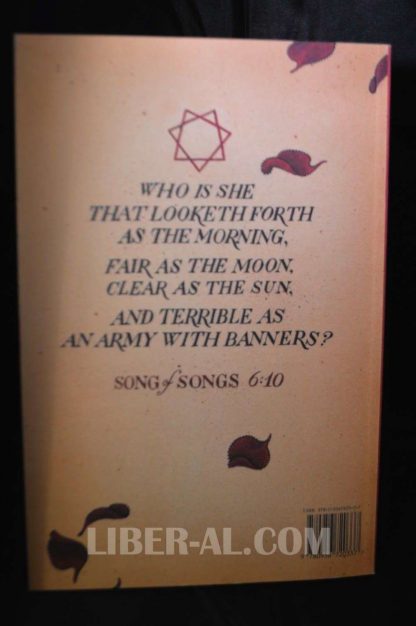 WHO IS SHE
THAT LOOKETH FORTH
AS THE MORNING,
FAIR AS THE MOON,
CLEAR AS THE SUN,
AND TERRIBLE AS
AN ARMY WITH BANNERS?
SONG of SONGS 6:10
LIBER-AL.COM